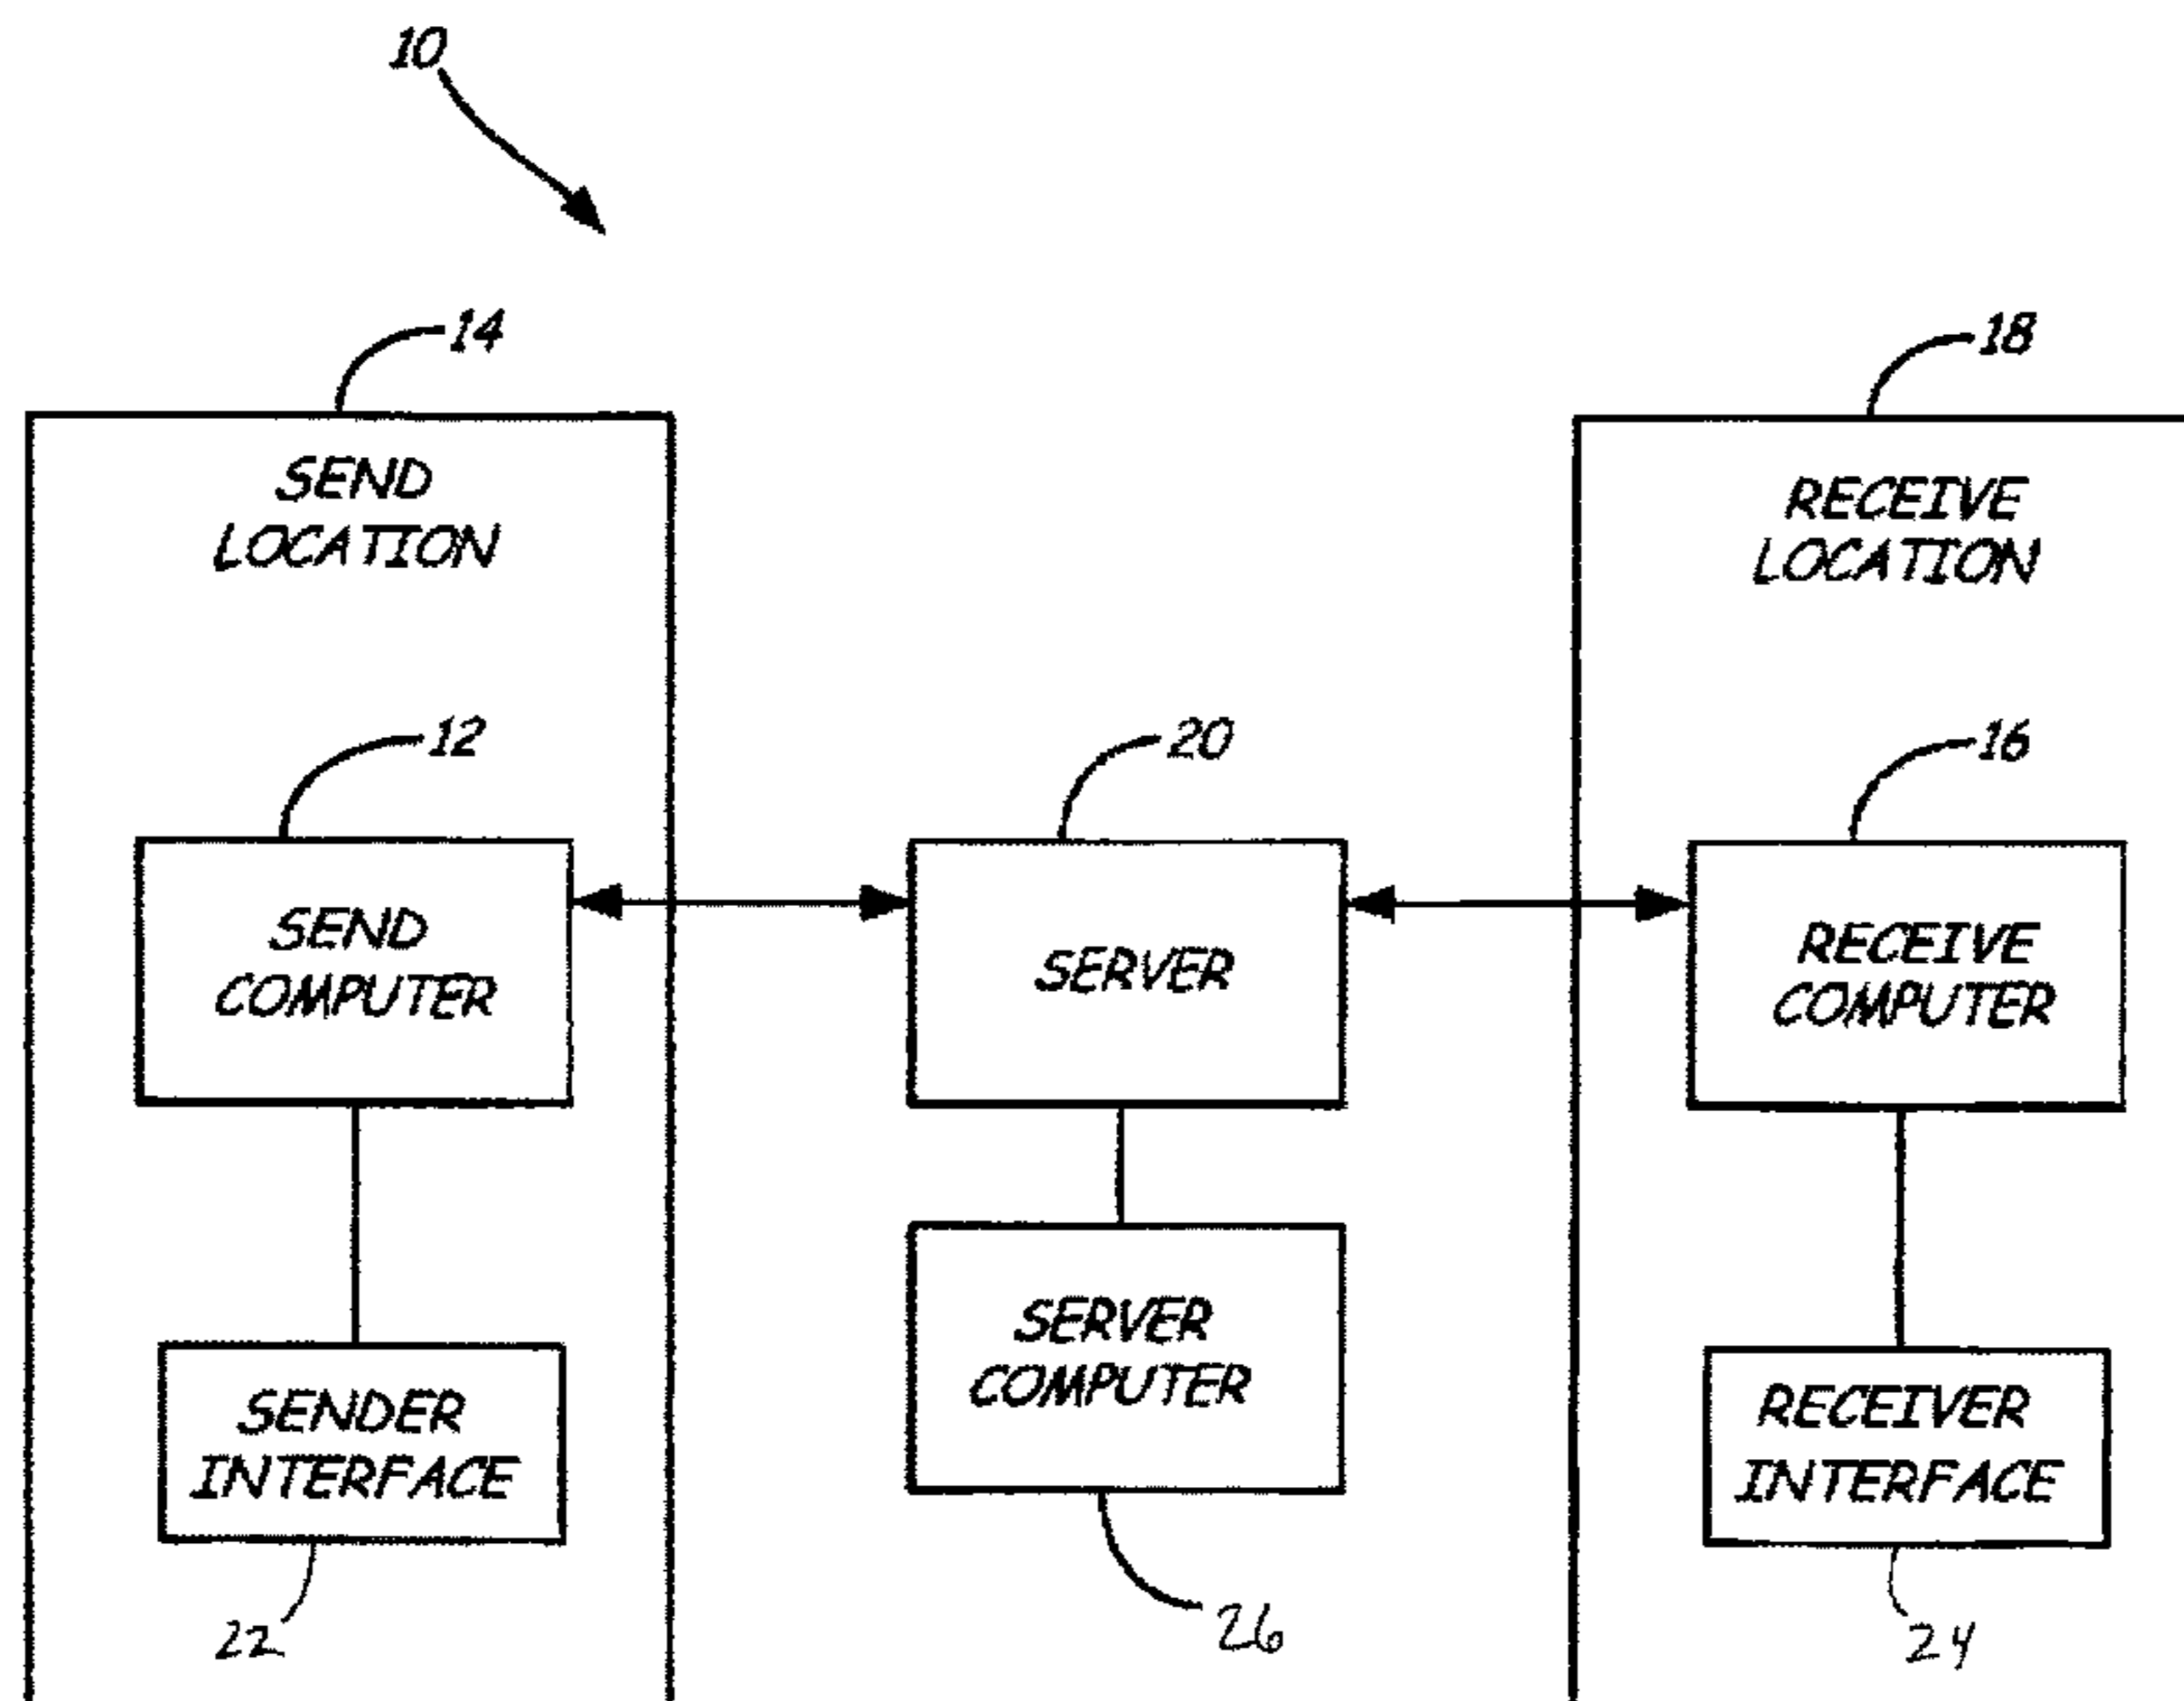 10
14
18
SEND
LOCATION
RECEIVE
LOCATION
12
20
16
SEND
COMPUTER
SERVER
RECEIVE
COMPUTER
SERVER
COMPUTER
SENDER
INTERFACE
RECEIVER
INTERFACE
22
26
24